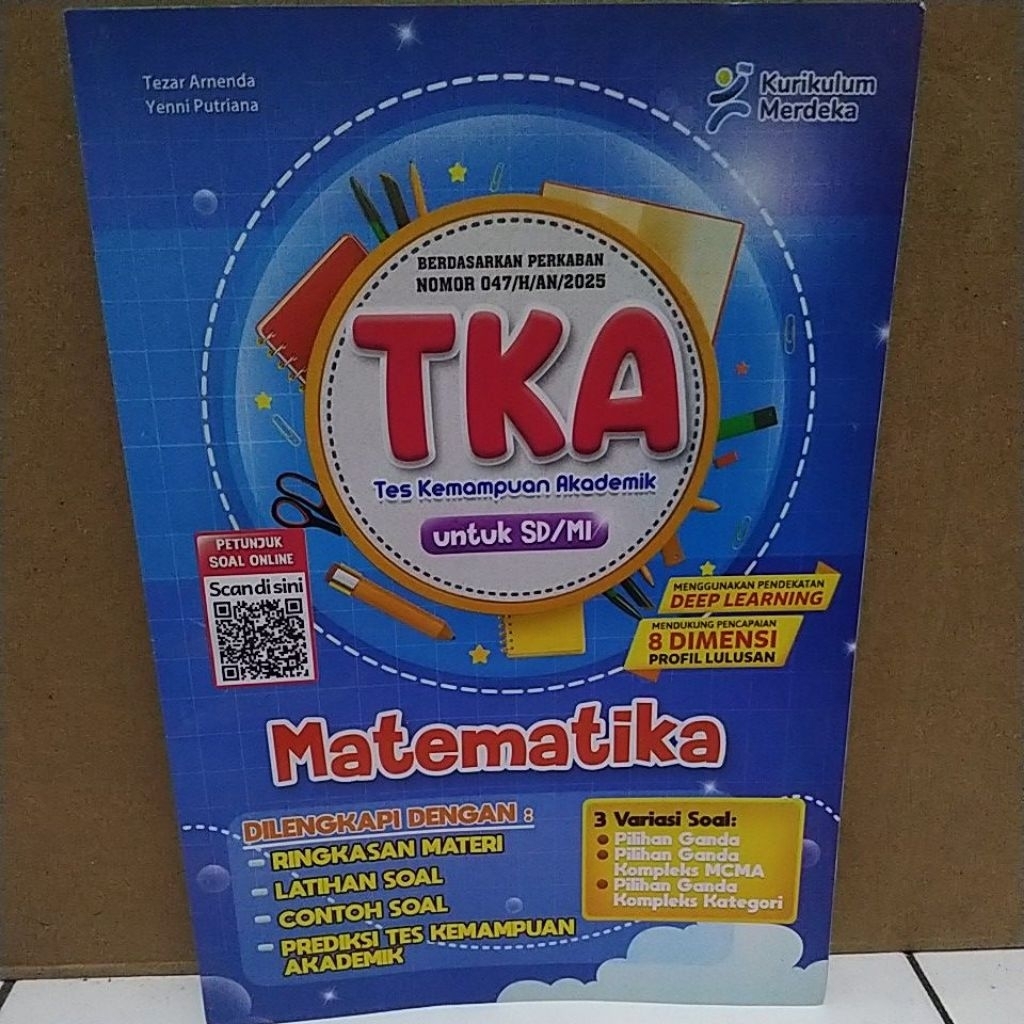 Tezar Arnenda
Yenni Putriana
Kurikulum
Merdeka
BERDASARKAN PERKABAN
NOMOR 047/H/AN/2025
TKA
Tes Kemampuan Akademik
untuk SD/MI
PETUNJUK
SOAL ONLINE
Scan di sini
MENGGUNAKAN PENDEKATAN
DEEP LEARNING
MENDUKUNG PENCAPAIAN
8 DIMENSI
PROFIL LULUSAN
Matematika
DILENGKAPI DENGAN :
- RINGKASAN MATERI
- LATIHAN SOAL
- CONTOH SOAL
- PREDIKSI TES KEMAMPUAN
AKADEMIK
3 Variasi Soal:
• Pilihan Ganda
• Pilihan Ganda
Kompleks MCMA
• Pilihan Ganda
Kompleks Kategori